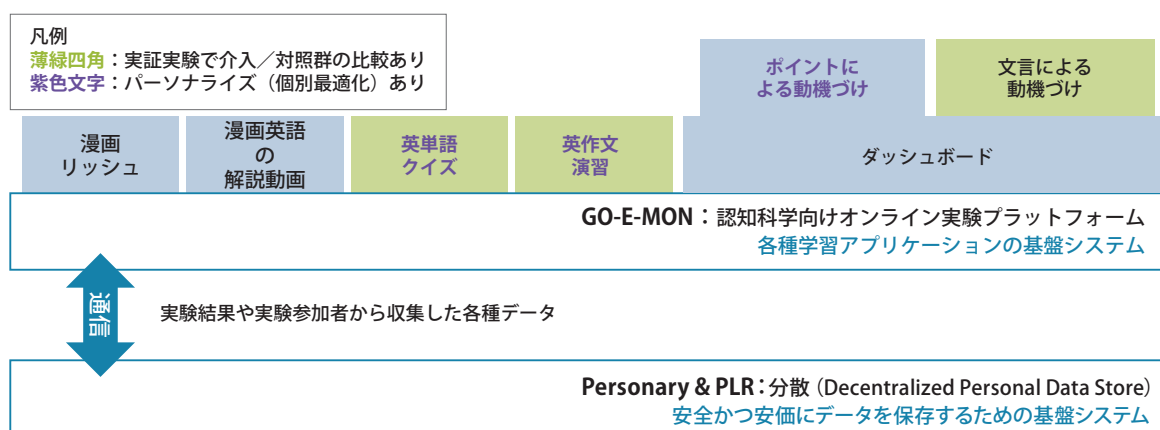 凡例
薄緑四角：実証実験で介入／対照群の比較あり
紫色文字：パーソナライズ（個別最適化）あり
ポイントに
よる動機づけ
文言による
動機づけ
漫画
リッシュ
漫画英語
の
解説動画
英単語
クイズ
英作文
演習
ダッシュボード
GO-E-MON：認知科学向けオンライン実験プラットフォーム
各種学習アプリケーションの基盤システム
通信
実験結果や実験参加者から収集した各種データ
Personary & PLR：分散（Decentralized Personal Data Store）
安全かつ安価にデータを保存するための基盤システム